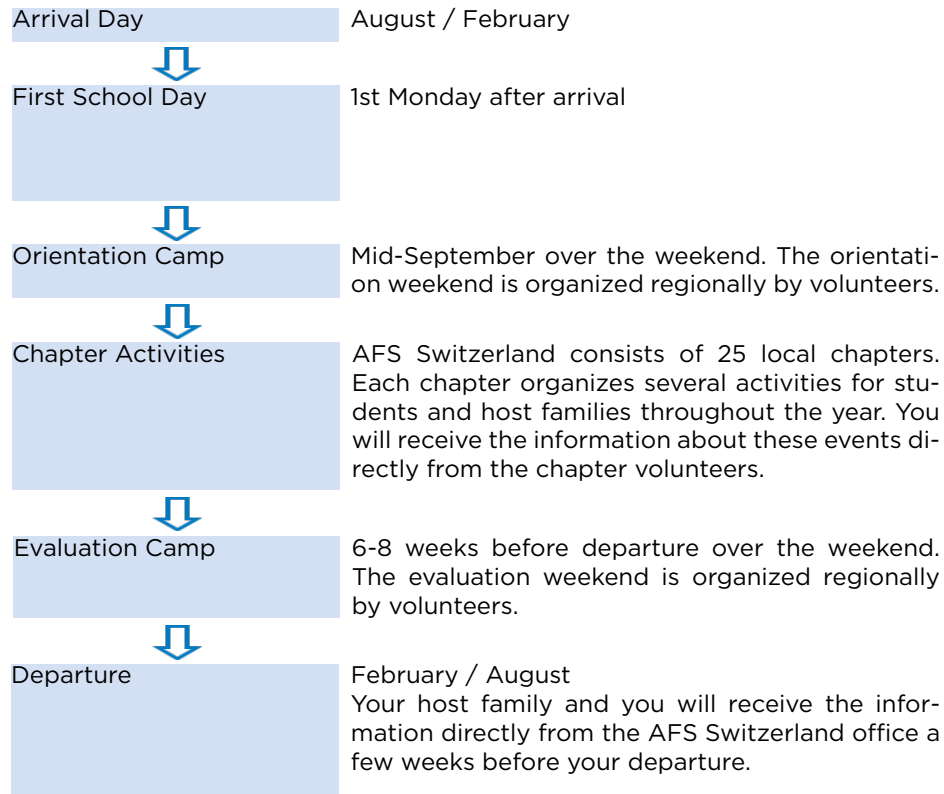 Arrival Day August / February
First School Day 1st Monday after arrival
Orientation Camp Mid-September over the weekend. The orientati-
on weekend is organized regionally by volunteers.
Chapter Activities AFS Switzerland consists of 25 local chapters.
Each chapter organizes several activities for stu-
dents and host families throughout the year. You
will receive the information about these events di-
rectly from the chapter volunteers.
Evaluation Camp 6-8 weeks before departure over the weekend.
The evaluation weekend is organized regionally
by volunteers.
Departure February / August
Your host family and you will receive the infor-
mation directly from the AFS Switzerland office a
few weeks before your departure.